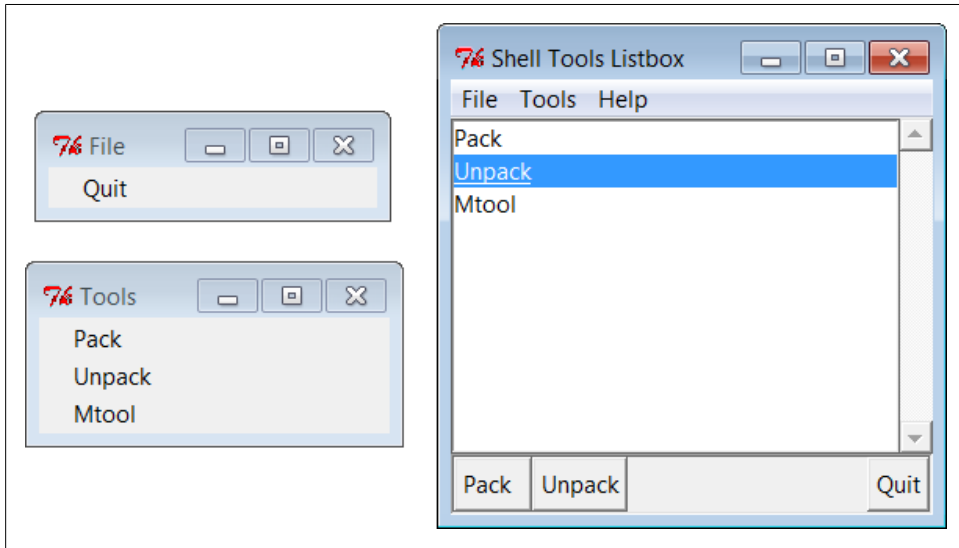 File
Quit
Tools
Pack
Unpack
Mtool
Shell Tools Listbox
File Tools Help
Pack
Unpack
Mtool
Pack Unpack Quit